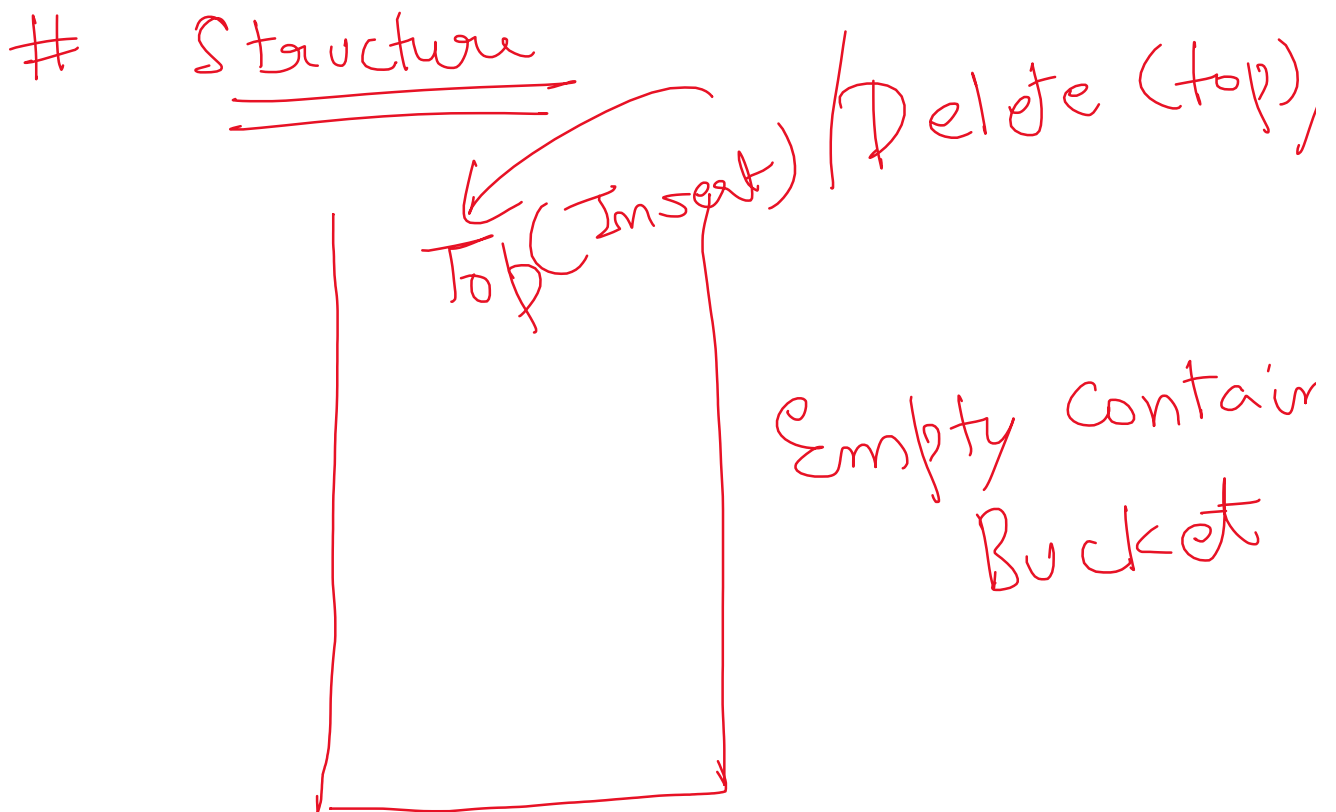 # Structure
Top (Insert) / Delete (top),
Empty Contain
Bucket